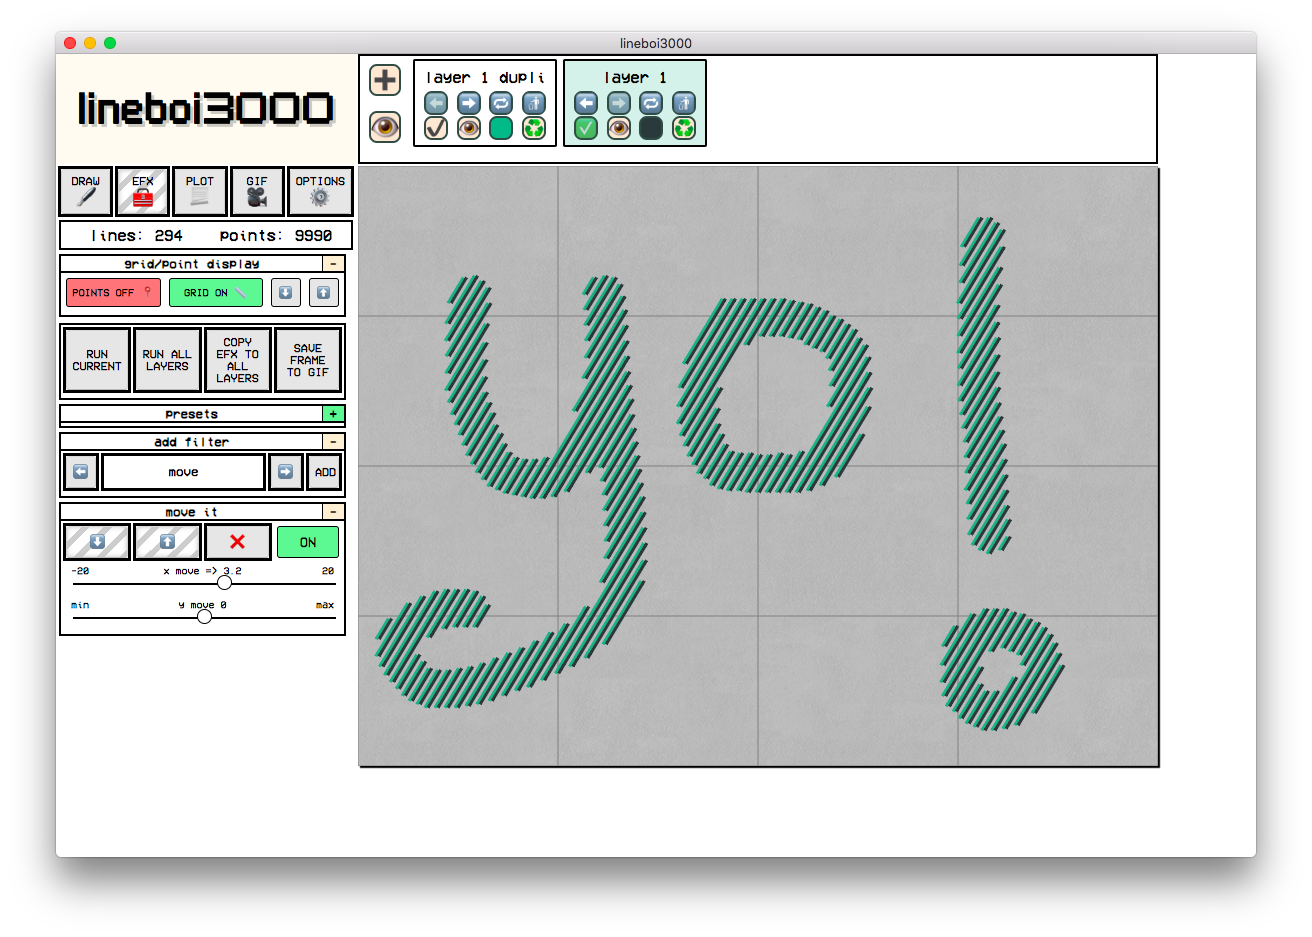 lineboi3000
lineboi3000
layer 1 dupli
layer 1
DRAW
EFX
PLOT
GIF
OPTIONS
lines: 294 points: 9990
grid/point display
-
POINTS OFF
GRID ON
RUN CURRENT
RUN ALL LAYERS
COPY EFX TO ALL LAYERS
SAVE FRAME TO GIF
presets
+
add filter
-
move
ADD
move it
-
ON
-20 x move => 3.2 20
min y move 0 max
yo!